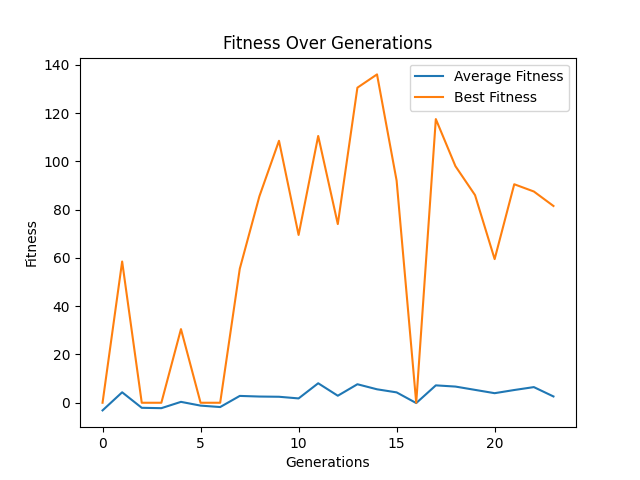 Fitness Over Generations
Average Fitness
Best Fitness
140
120
100
80
60
40
20
0
Fitness
0 5 10 15 20
Generations